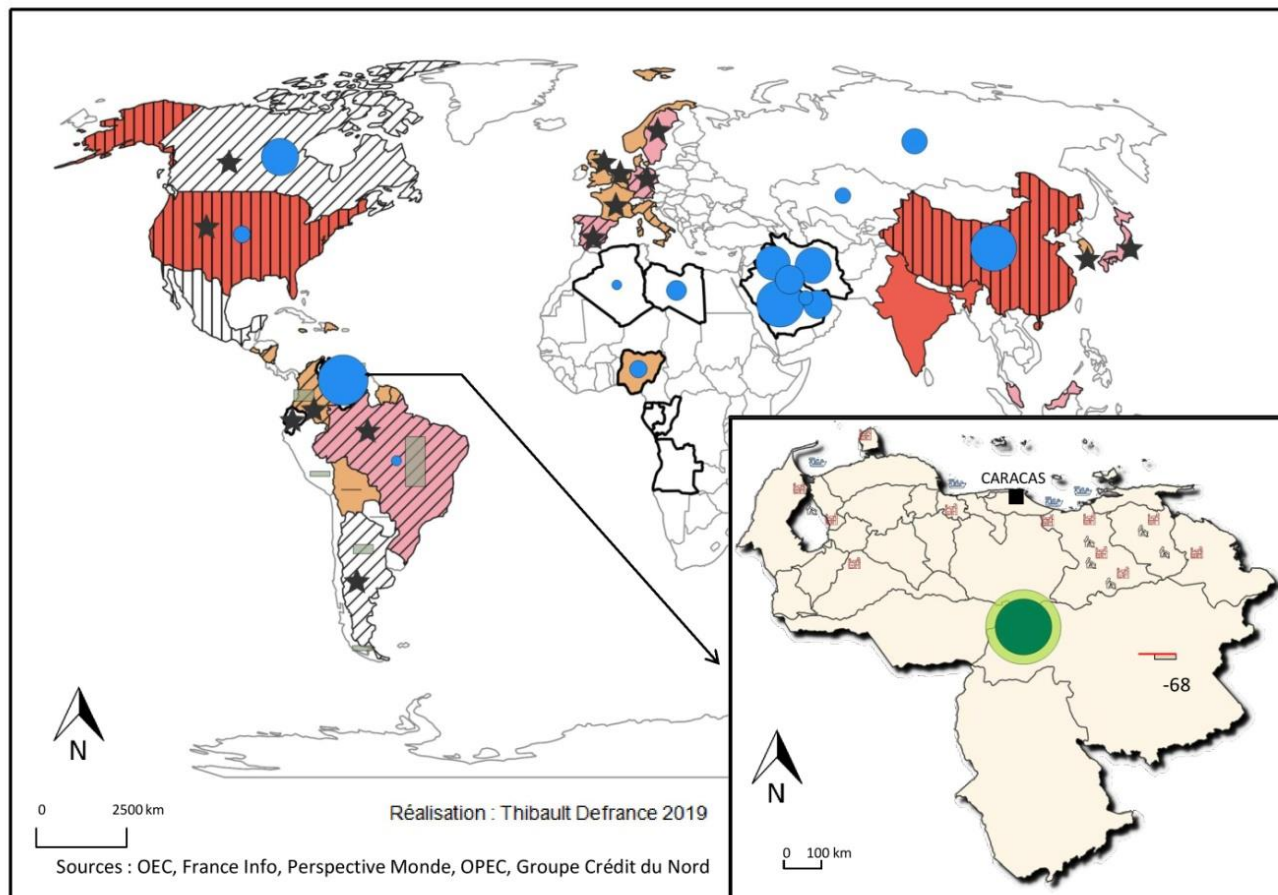 CARACAS
-68
N
N
0 2500 km
Réalisation : Thibault Defrance 2019
0 100 km
Sources : OEC, France Info, Perspective Monde, OPEC, Groupe Crédit du Nord